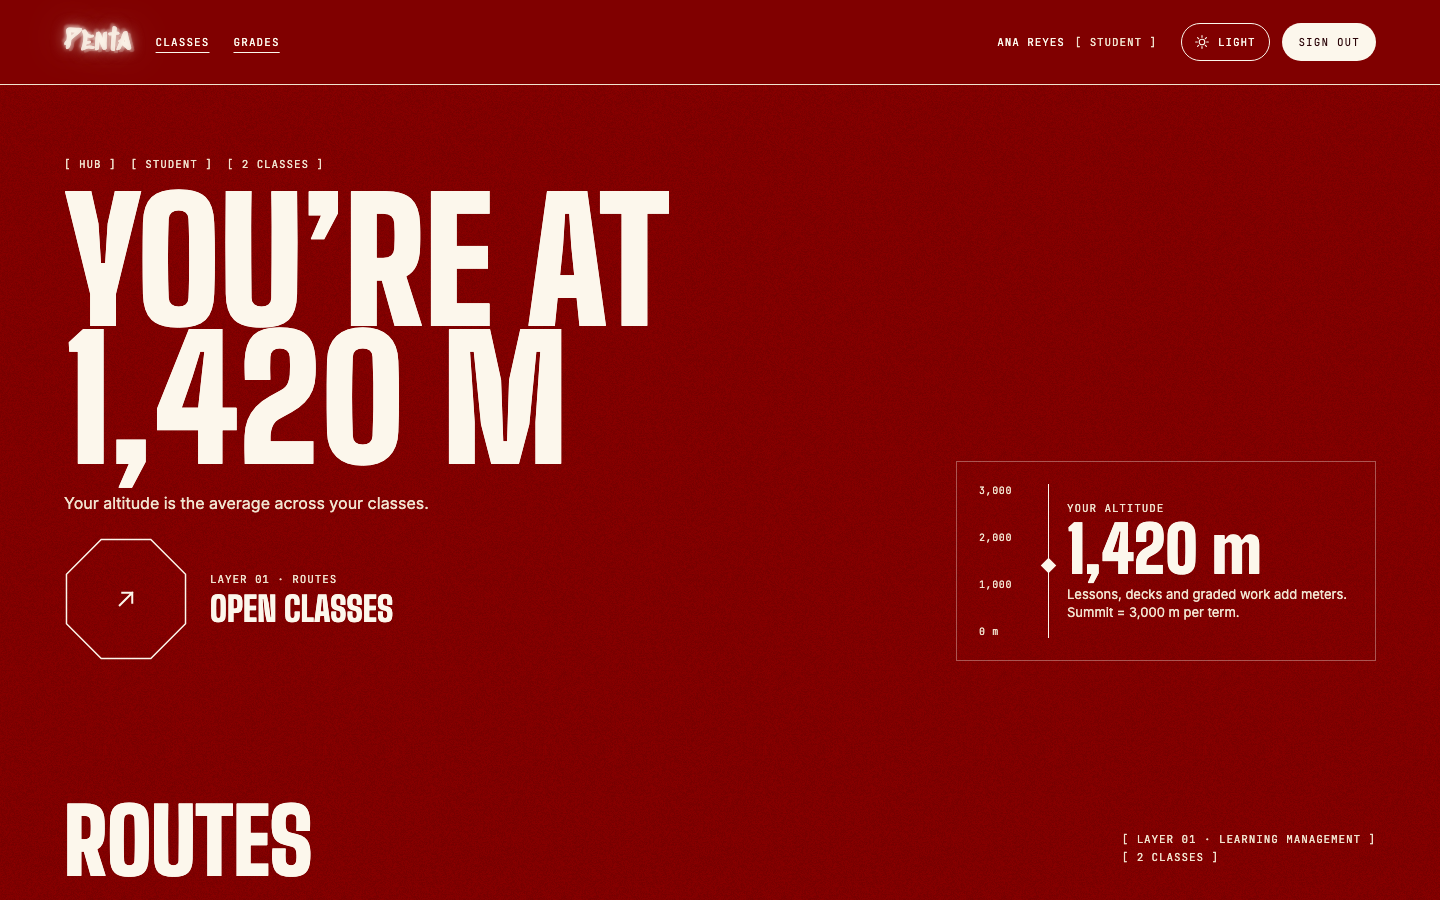 PENTA
CLASSES
GRADES
ANA REYES [ STUDENT ]
LIGHT
SIGN OUT
[ HUB ] [ STUDENT ] [ 2 CLASSES ]
YOU’RE AT
1,420 M
Your altitude is the average across your classes.
LAYER 01 · ROUTES
OPEN CLASSES
3,000
2,000
1,000
0 m
YOUR ALTITUDE
1,420 m
Lessons, decks and graded work add meters.
Summit = 3,000 m per term.
ROUTES
[ LAYER 01 · LEARNING MANAGEMENT ]
[ 2 CLASSES ]